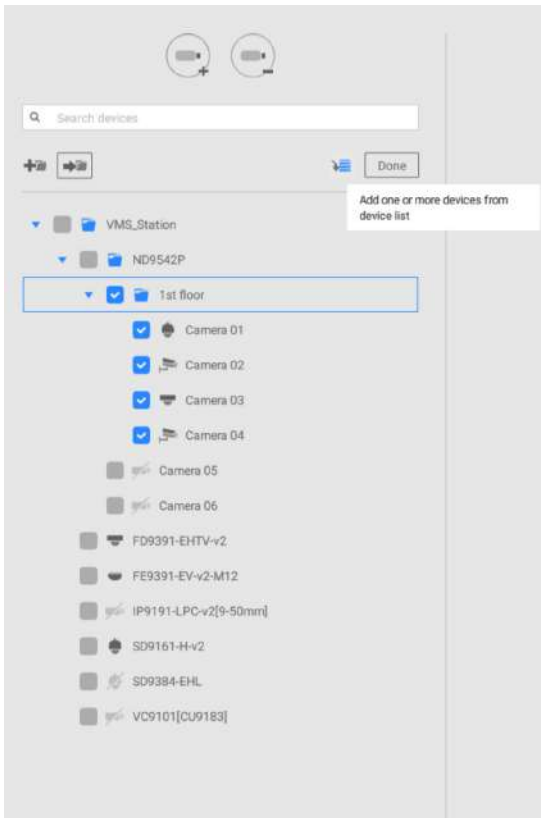 Search devices
Done
Add one or more devices from
device list
VMS_Station
ND9542P
1st floor
Camera 01
Camera 02
Camera 03
Camera 04
Camera 05
Camera 06
FD9391-EHTV-v2
FE9391-EV-v2-M12
IP9191-LPC-v2[9-50mm]
SD9161-H-v2
SD9384-EHL
VC9101[CU9183]